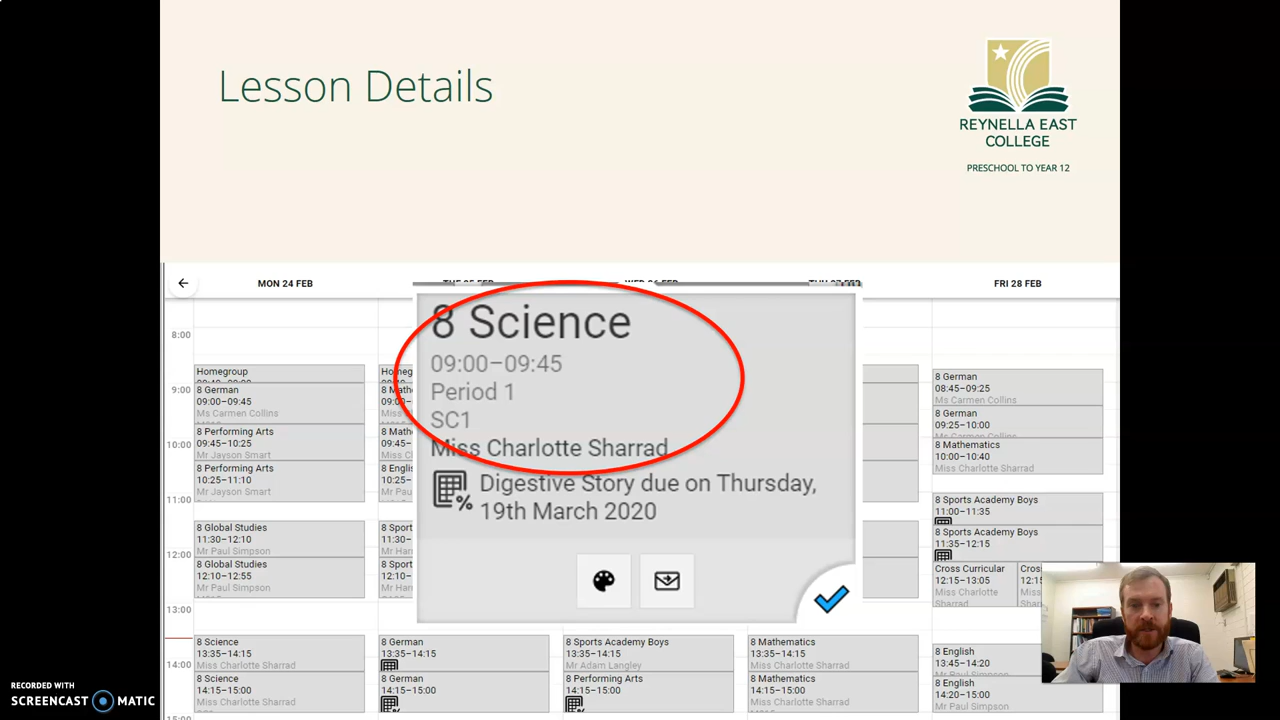 Lesson Details
REYNELLA EAST
COLLEGE
PRESCHOOL TO YEAR 12
MON 24 FEB
FRI 28 FEB
8:00
9:00
10:00
11:00
12:00
13:00
14:00
Homegroup
8 German
09:00–09:45
Ms Carmen Collins
8 Performing Arts
09:45–10:25
Mr Jayson Smart
8 Performing Arts
10:25–11:10
Mr Jayson Smart
8 Global Studies
11:30–12:10
Mr Paul Simpson
8 Global Studies
12:10–12:55
Mr Paul Simpson
8 Science
13:35–14:15
Miss Charlotte Sharrad
8 Science
14:15–15:00
Miss Charlotte Sharrad
8 German
13:35–14:15
8 German
14:15–15:00
8 Science
09:00–09:45
Period 1
SC1
Miss Charlotte Sharrad
Digestive Story due on Thursday,
19th March 2020
8 Sports Academy Boys
13:35–14:15
Mr Adam Langley
8 Performing Arts
14:15–15:00
8 Mathematics
13:35–14:15
Miss Charlotte Sharrad
8 Mathematics
14:15–15:00
Miss Charlotte Sharrad
8 German
08:45–09:25
Ms Carmen Collins
8 German
09:25–10:00
Ms Carmen Collins
8 Mathematics
10:00–10:40
Miss Charlotte Sharrad
8 Sports Academy Boys
11:00–11:35
8 Sports Academy Boys
11:35–12:15
Cross Curricular
12:15–13:05
Miss Charlotte
Sharrad
8 English
13:45–14:20
Mr Paul Simpson
8 English
14:20–15:00
Mr Paul Simpson
RECORDED WITH
SCREENCAST MATIC